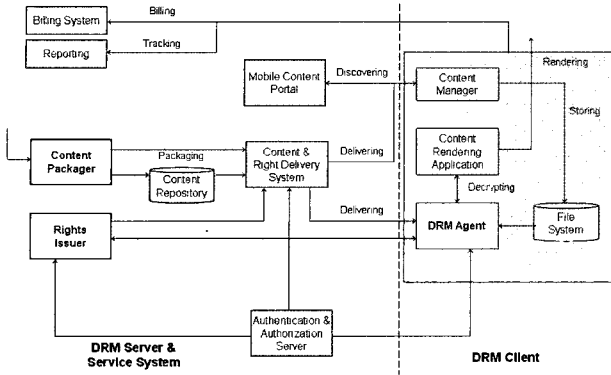 Billing System
Billing
Reporting
Tracking
Rendering
Mobile Content
Portal
Discovering
Content
Manager
Storing
Content
Packager
Packaging
Content
Repository
Content &
Right Delivery
System
Delivering
Content
Rendering
Application
Decrypting
Rights
Issuer
Delivering
DRM Agent
File
System
Authentication &
Authorization
Server
DRM Server &
Service System
DRM Client